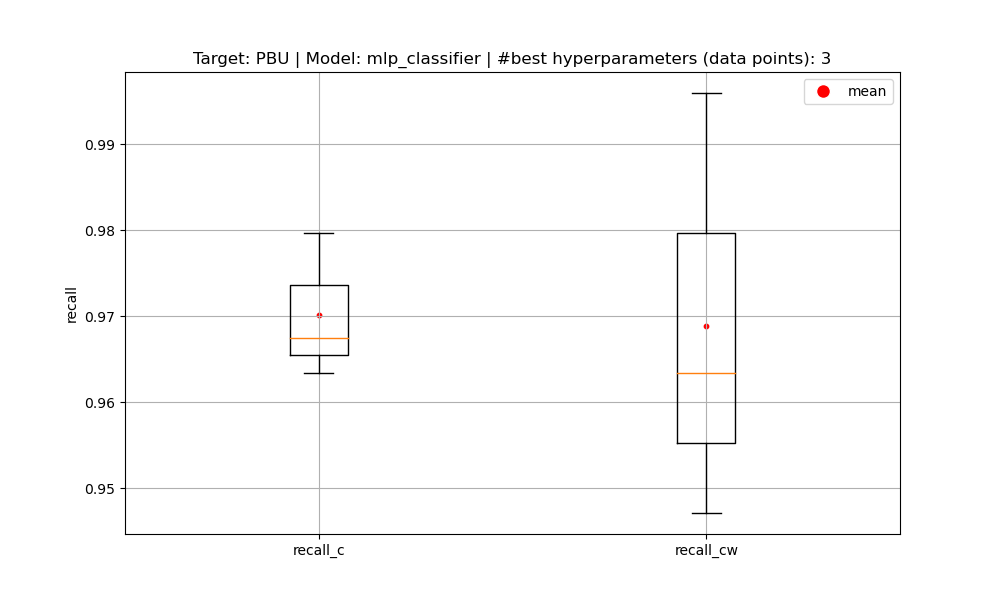 Target: PBU | Model: mlp_classifier | #best hyperparameters (data points): 3
mean
0.99
0.98
0.97
0.96
0.95
recall
recall_c
recall_cw